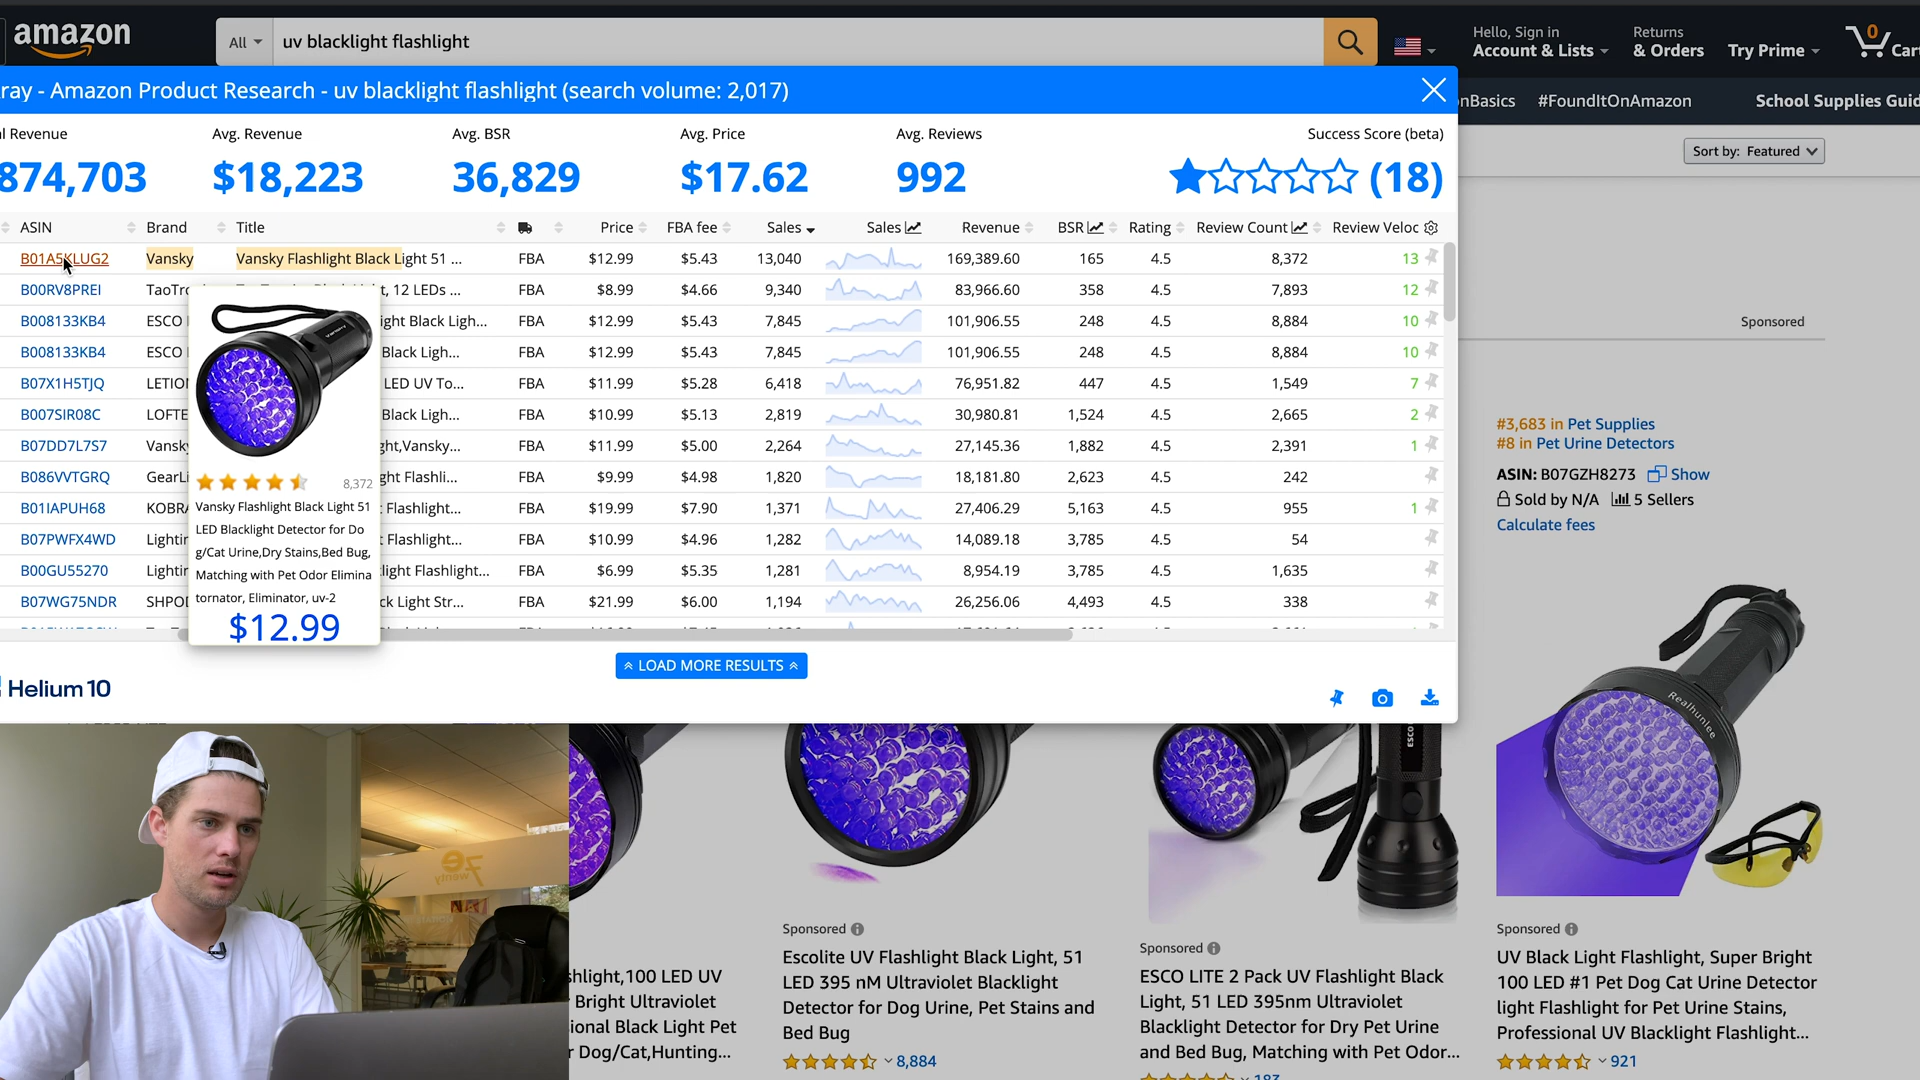 amazon
All
uv blacklight flashlight
Hello, Sign in
Account & Lists
Returns
& Orders
Try Prime
0
Cart
ray - Amazon Product Research - uv blacklight flashlight (search volume: 2,017)
nBasics
#FoundItOnAmazon
School Supplies Guid
l Revenue
Avg. Revenue
Avg. BSR
Avg. Price
Avg. Reviews
Success Score (beta)
874,703
$18,223
36,829
$17.62
992
(18)
Sort by: Featured
ASIN Brand Title Price FBA fee Sales Sales Revenue BSR Rating Review Count Review Veloc
B01A5KLUG2 Vansky Vansky Flashlight Black Light 51 ... FBA $12.99 $5.43 13,040 169,389.60 165 4.5 8,372 13
B00RV8PREI TaoTro t, 12 LEDs ... FBA $8.99 $4.66 9,340 83,966.60 358 4.5 7,893 12
B008133KB4 ESCO ight Black Ligh... FBA $12.99 $5.43 7,845 101,906.55 248 4.5 8,884 10
B008133KB4 ESCO Black Ligh... FBA $12.99 $5.43 7,845 101,906.55 248 4.5 8,884 10
B07X1H5TJQ LETION LED UV To... FBA $11.99 $5.28 6,418 76,951.82 447 4.5 1,549 7
B007SIR08C LOFTE Black Ligh... FBA $10.99 $5.13 2,819 30,980.81 1,524 4.5 2,665 2
B07DD7L7S7 Vansky ght,Vansky... FBA $11.99 $5.00 2,264 27,145.36 1,882 4.5 2,391 1
B086VVTGRQ GearLi ght Flashli... FBA $9.99 $4.98 1,820 18,181.80 2,623 4.5 242
B01IAPUH68 KOBRA t Flashlight... FBA $19.99 $7.90 1,371 27,406.29 5,163 4.5 955 1
B07PWFX4WD Lightin t Flashlight... FBA $10.99 $4.96 1,282 14,089.18 3,785 4.5 54
B00GU55270 Lightin light Flashlight... FBA $6.99 $5.35 1,281 8,954.19 3,785 4.5 1,635
B07WG75NDR SHPOL ck Light Str... FBA $21.99 $6.00 1,194 26,256.06 4,493 4.5 338
Vansky
8,372
Vansky Flashlight Black Light 51
LED Blacklight Detector for Do
g/Cat Urine,Dry Stains,Bed Bug,
Matching with Pet Odor Elimina
tornator, Eliminator, uv-2
$12.99
LOAD MORE RESULTS
Helium 10
Sponsored
#3,683 in Pet Supplies
#8 in Pet Urine Detectors
ASIN: B07GZH8273 Show
Sold by N/A 5 Sellers
Calculate fees
Realhunlee
ESCO
7e
7wenty
shlight,100 LED UV
Bright Ultraviolet
sional Black Light Pet
r Dog/Cat,Hunting...
Sponsored
Escolite UV Flashlight Black Light, 51
LED 395 nM Ultraviolet Blacklight
Detector for Dog Urine, Pet Stains and
Bed Bug
8,884
Sponsored
ESCO LITE 2 Pack UV Flashlight Black
Light, 51 LED 395nm Ultraviolet
Blacklight Detector for Dry Pet Urine
and Bed Bug, Matching with Pet Odor...
183
Sponsored
UV Black Light Flashlight, Super Bright
100 LED #1 Pet Dog Cat Urine Detector
light Flashlight for Pet Urine Stains,
Professional UV Blacklight Flashlight...
921